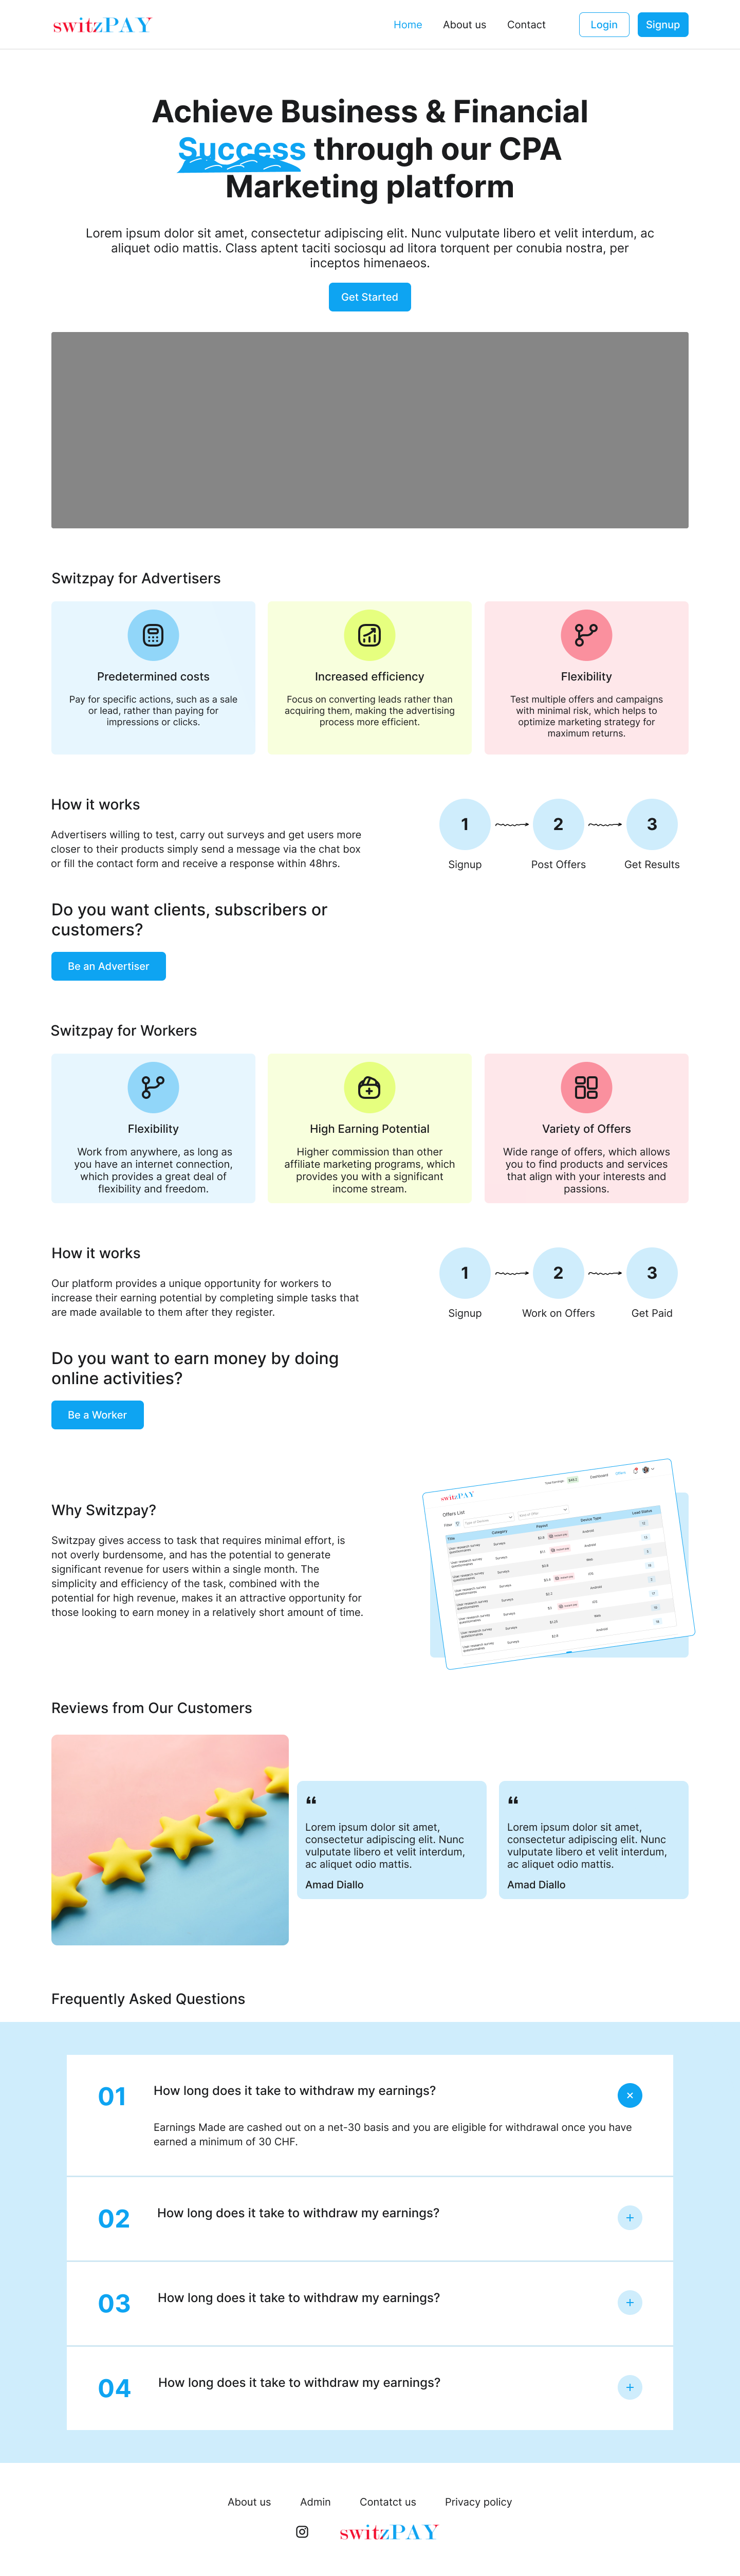 switzPAY
Home
About us
Contact
Login
Signup
Achieve Business & Financial
Success through our CPA
Marketing platform
Lorem ipsum dolor sit amet, consectetur adipiscing elit. Nunc vulputate libero et velit interdum, ac
aliquet odio mattis. Class aptent taciti sociosqu ad litora torquent per conubia nostra, per
inceptos himenaeos.
Get Started
Switzpay for Advertisers
Predetermined costs
Pay for specific actions, such as a sale
or lead, rather than paying for
impressions or clicks.
Increased efficiency
Focus on converting leads rather than
acquiring them, making the advertising
process more efficient.
Flexibility
Test multiple offers and campaigns
with minimal risk, which helps to
optimize marketing strategy for
maximum returns.
How it works
Advertisers willing to test, carry out surveys and get users more
closer to their products simply send a message via the chat box
or fill the contact form and receive a response within 48hrs.
1
2
3
Signup
Post Offers
Get Results
Do you want clients, subscribers or
customers?
Be an Advertiser
Switzpay for Workers
Flexibility
Work from anywhere, as long as
you have an internet connection,
which provides a great deal of
flexibility and freedom.
High Earning Potential
Higher commission than other
affiliate marketing programs, which
provides you with a significant
income stream.
Variety of Offers
Wide range of offers, which allows
you to find products and services
that align with your interests and
passions.
How it works
Our platform provides a unique opportunity for workers to
increase their earning potential by completing simple tasks that
are made available to them after they register.
1
2
3
Signup
Work on Offers
Get Paid
Do you want to earn money by doing
online activities?
Be a Worker
Why Switzpay?
Switzpay gives access to task that requires minimal effort, is
not overly burdensome, and has the potential to generate
significant revenue for users within a single month. The
simplicity and efficiency of the task, combined with the
potential for high revenue, makes it an attractive opportunity for
those looking to earn money in a relatively short amount of time.
switzPAY
Dashboard
Offers
Offers List
Filter
Title
Category
Payout
Device Type
Lead Status
Reviews from Our Customers
“
Lorem ipsum dolor sit amet,
consectetur adipiscing elit. Nunc
vulputate libero et velit interdum,
ac aliquet odio mattis.
Amad Diallo
“
Lorem ipsum dolor sit amet,
consectetur adipiscing elit. Nunc
vulputate libero et velit interdum,
ac aliquet odio mattis.
Amad Diallo
Frequently Asked Questions
01
How long does it take to withdraw my earnings?
Earnings Made are cashed out on a net-30 basis and you are eligible for withdrawal once you have
earned a minimum of 30 CHF.
02
How long does it take to withdraw my earnings?
03
How long does it take to withdraw my earnings?
04
How long does it take to withdraw my earnings?
About us
Admin
Contatct us
Privacy policy
switzPAY